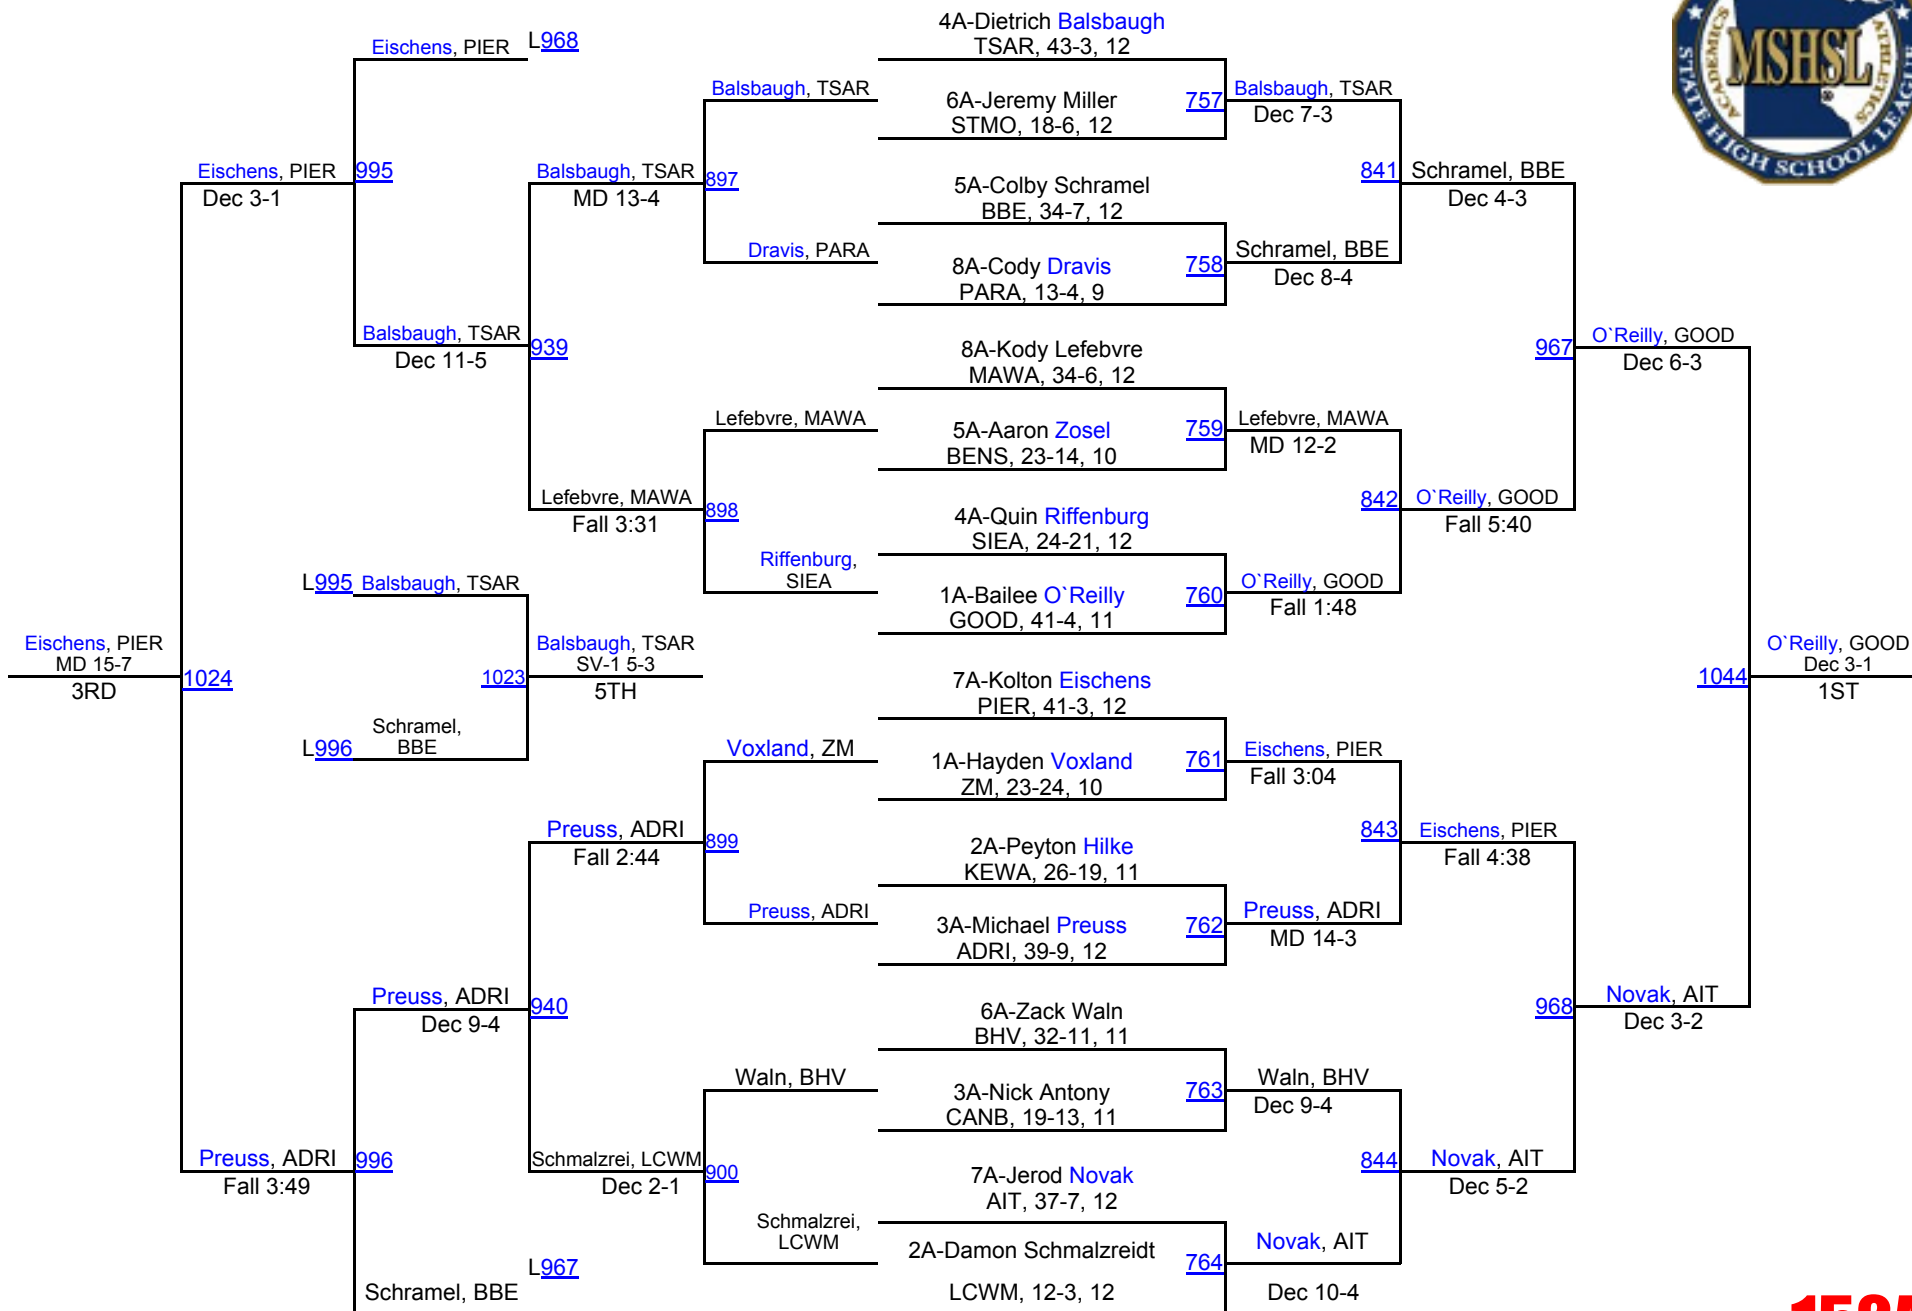 4A-Dietrich Balsbaugh
TSAR, 43-3, 12
Eischens, PIER L968
Balsbaugh, TSAR
6A-Jeremy Miller
STMO, 18-6, 12
757
Balsbaugh, TSAR
Dec 7-3
ACADEMICS
ATHLETICS
MSHSL
®
STATE HIGH SCHOOL LEAGUE
Eischens, PIER
Dec 3-1
995
Balsbaugh, TSAR
MD 13-4
897
5A-Colby Schramel
BBE, 34-7, 12
841
Schramel, BBE
Dec 4-3
Dravis, PARA
8A-Cody Dravis
PARA, 13-4, 9
758
Schramel, BBE
Dec 8-4
Balsbaugh, TSAR
Dec 11-5
939
8A-Kody Lefebvre
MAWA, 34-6, 12
967
O`Reilly, GOOD
Dec 6-3
Lefebvre, MAWA
5A-Aaron Zosel
BENS, 23-14, 10
759
Lefebvre, MAWA
MD 12-2
Lefebvre, MAWA
Fall 3:31
898
4A-Quin Riffenburg
SIEA, 24-21, 12
842
O`Reilly, GOOD
Fall 5:40
Riffenburg,
SIEA
L995 Balsbaugh, TSAR
1A-Bailee O`Reilly
GOOD, 41-4, 11
760
O`Reilly, GOOD
Fall 1:48
Eischens, PIER
MD 15-7
3RD
1024
1023
Balsbaugh, TSAR
SV-1 5-3
5TH
7A-Kolton Eischens
PIER, 41-3, 12
1044
O`Reilly, GOOD
Dec 3-1
1ST
L996
Schramel,
BBE
Voxland, ZM
1A-Hayden Voxland
ZM, 23-24, 10
761
Eischens, PIER
Fall 3:04
Preuss, ADRI
Fall 2:44
899
2A-Peyton Hilke
KEWA, 26-19, 11
843
Eischens, PIER
Fall 4:38
Preuss, ADRI
3A-Michael Preuss
ADRI, 39-9, 12
762
Preuss, ADRI
MD 14-3
Preuss, ADRI
Dec 9-4
940
6A-Zack Waln
BHV, 32-11, 11
968
Novak, AIT
Dec 3-2
Waln, BHV
3A-Nick Antony
CANB, 19-13, 11
763
Waln, BHV
Dec 9-4
Preuss, ADRI
Fall 3:49
996
Schmalzrei, LCWM
Dec 2-1
900
7A-Jerod Novak
AIT, 37-7, 12
844
Novak, AIT
Dec 5-2
Schmalzrei,
LCWM
2A-Damon Schmalzreidt
LCWM, 12-3, 12
764
Novak, AIT
Dec 10-4
L967
Schramel, BBE